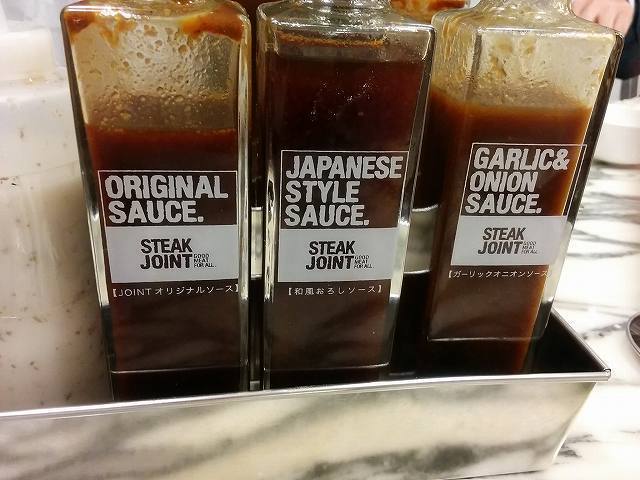 ORIGINAL
SAUCE.
STEAK
JOINT
GOOD
MEAT
FOR ALL.
【JOINTオリジナルソース】
JAPANESE
STYLE
SAUCE.
STEAK
JOINT
GOOD
MEAT
FOR ALL.
【和風おろしソース】
GARLIC&
ONION
SAUCE.
STEAK
JOINT
GOOD
MEAT
FOR ALL.
【ガーリックオニオンソース】